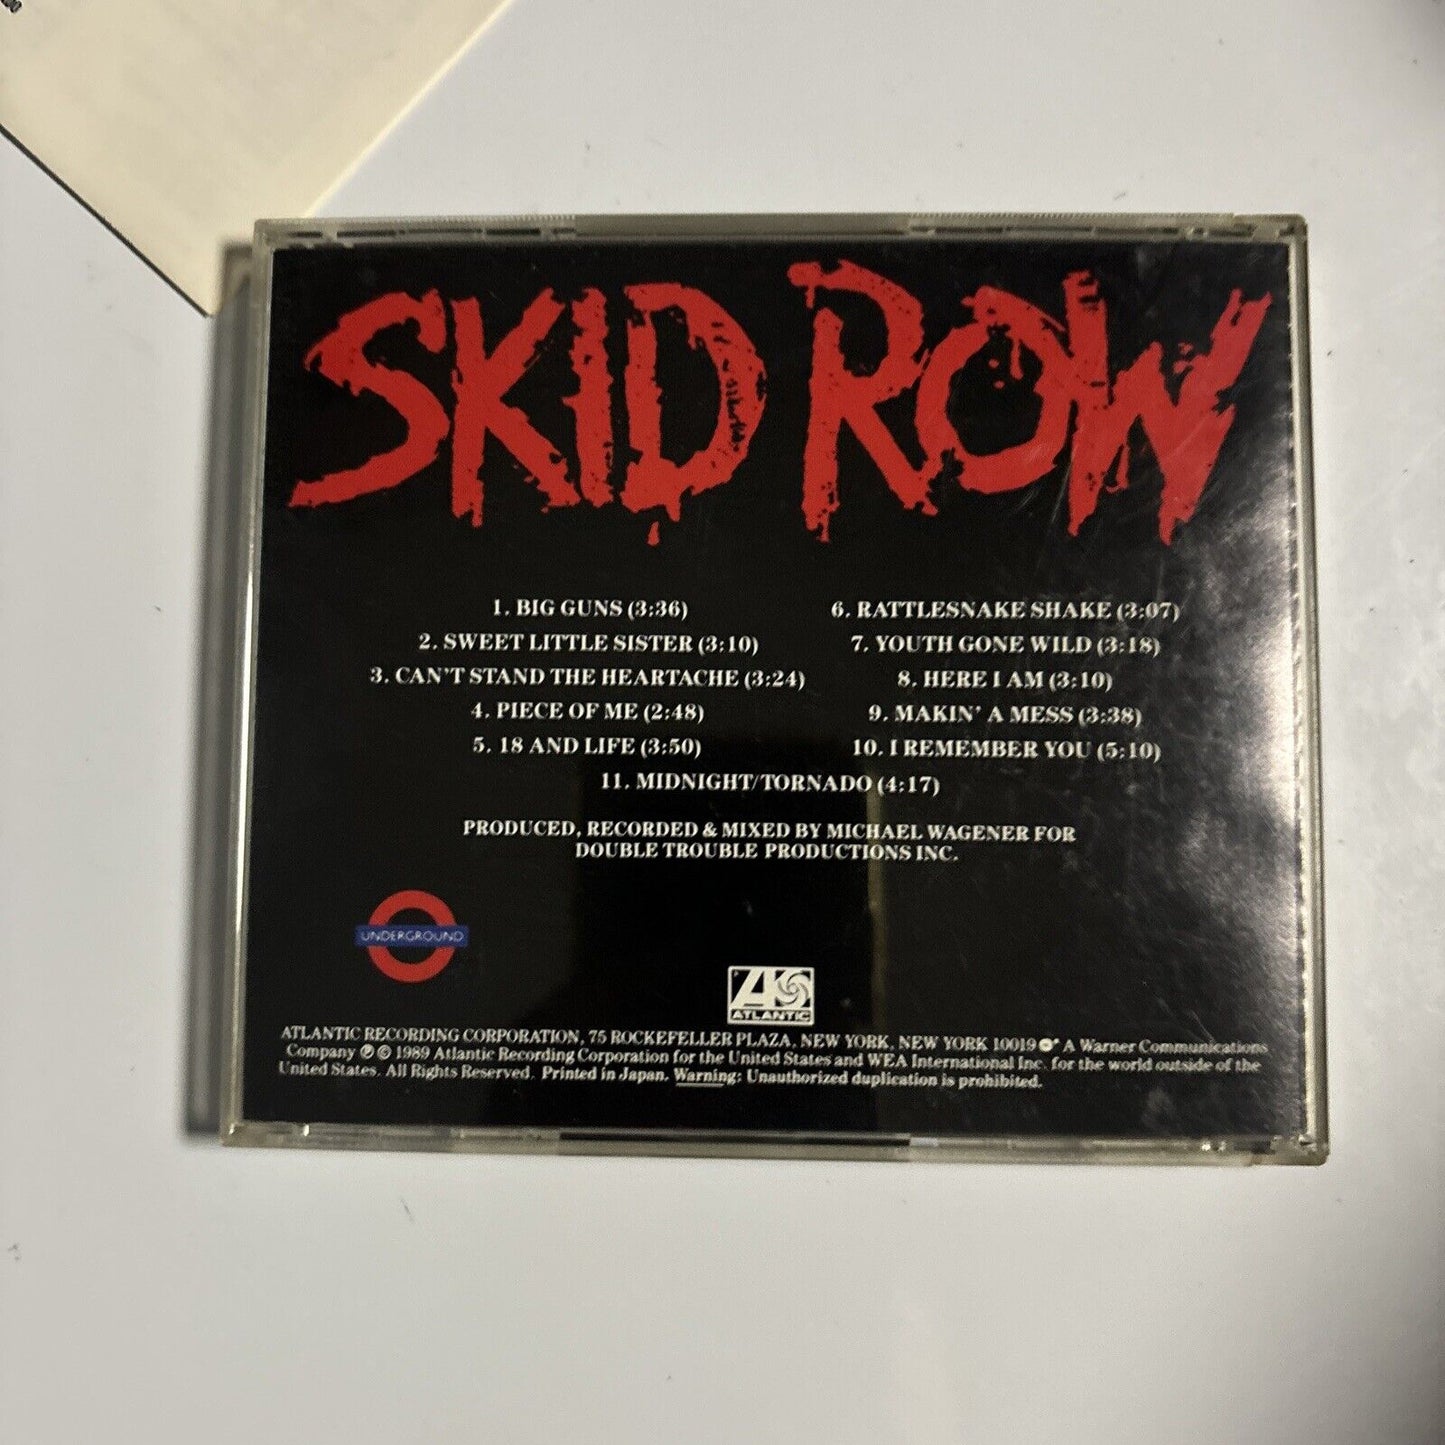 SKID ROW
1. BIG GUNS (3:36)
2. SWEET LITTLE SISTER (3:10)
3. CAN'T STAND THE HEARTACHE (3:24)
4. PIECE OF ME (2:48)
5. 18 AND LIFE (3:50)
6. RATTLESNAKE SHAKE (3:07)
7. YOUTH GONE WILD (3:18)
8. HERE I AM (3:10)
9. MAKIN' A MESS (3:38)
10. I REMEMBER YOU (5:10)
11. MIDNIGHT/TORNADO (4:17)
PRODUCED, RECORDED & MIXED BY MICHAEL WAGENER FOR
DOUBLE TROUBLE PRODUCTIONS INC.
UNDERGROUND
ATLANTIC
ATLANTIC RECORDING CORPORATION, 75 ROCKEFELLER PLAZA, NEW YORK, NEW YORK 10019 A Warner Communications
Company ℗ © 1989 Atlantic Recording Corporation for the United States and WEA International Inc. for the world outside of the
United States. All Rights Reserved. Printed in Japan. Warning: Unauthorized duplication is prohibited.